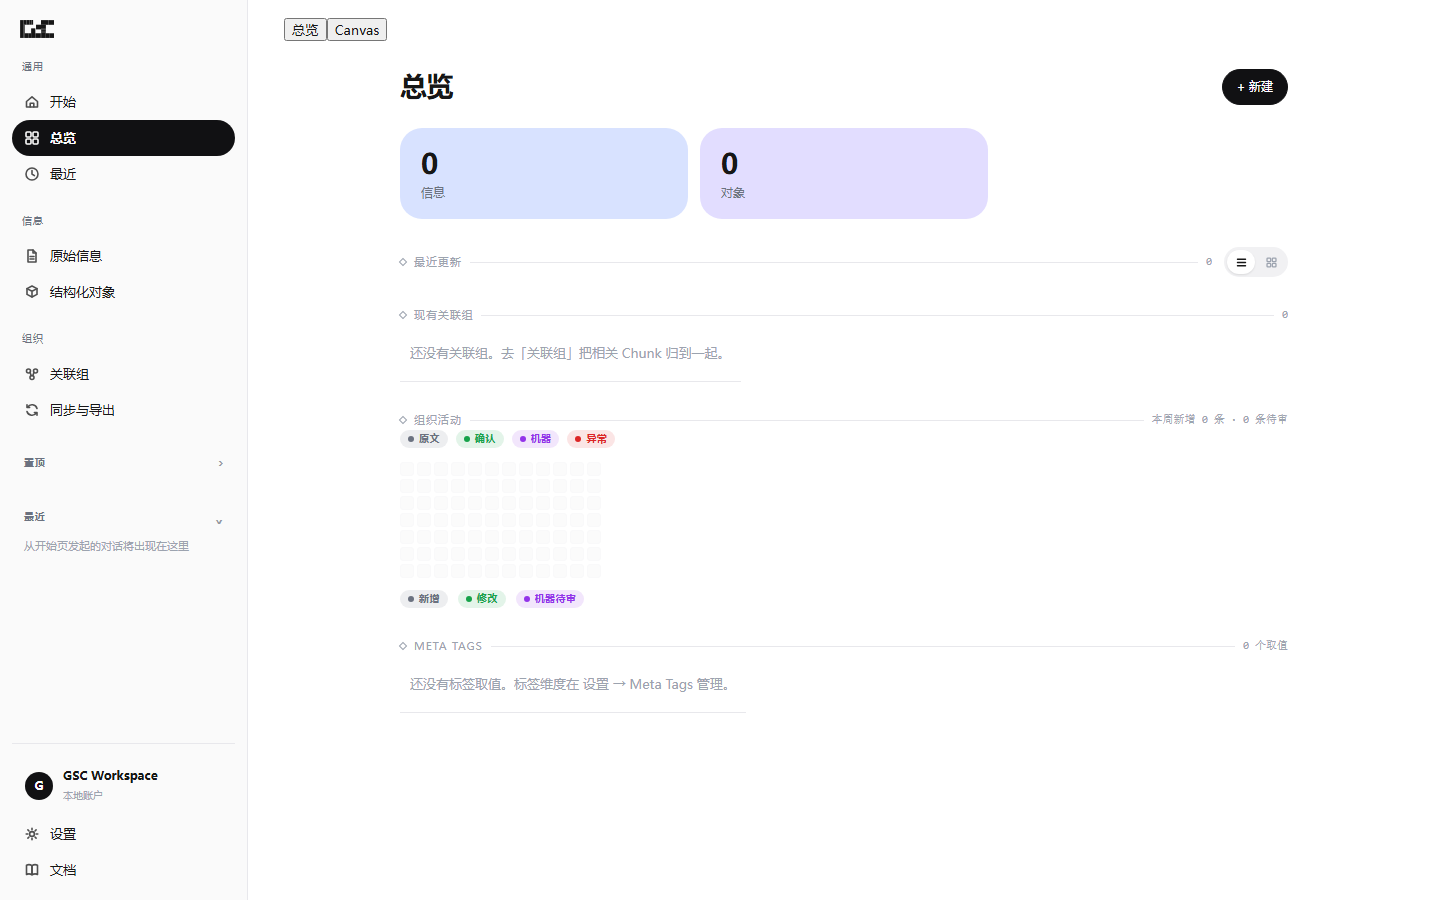 GSC
通用
开始
总览
最近
信息
原始信息
结构化对象
组织
关联组
同步与导出
置顶
最近
从开始页发起的对话将出现在这里
G
GSC Workspace
本地账户
设置
文档
总览 Canvas
总览
+ 新建
0
信息
0
对象
最近更新 0
现有关联组 0
还没有关联组。去「关联组」把相关 Chunk 归到一起。
组织活动 本周新增 0 条 · 0 条待审
原文 确认 机器 异常
新增 修改 机器待审
META TAGS 0 个取值
还没有标签取值。标签维度在 设置 → Meta Tags 管理。